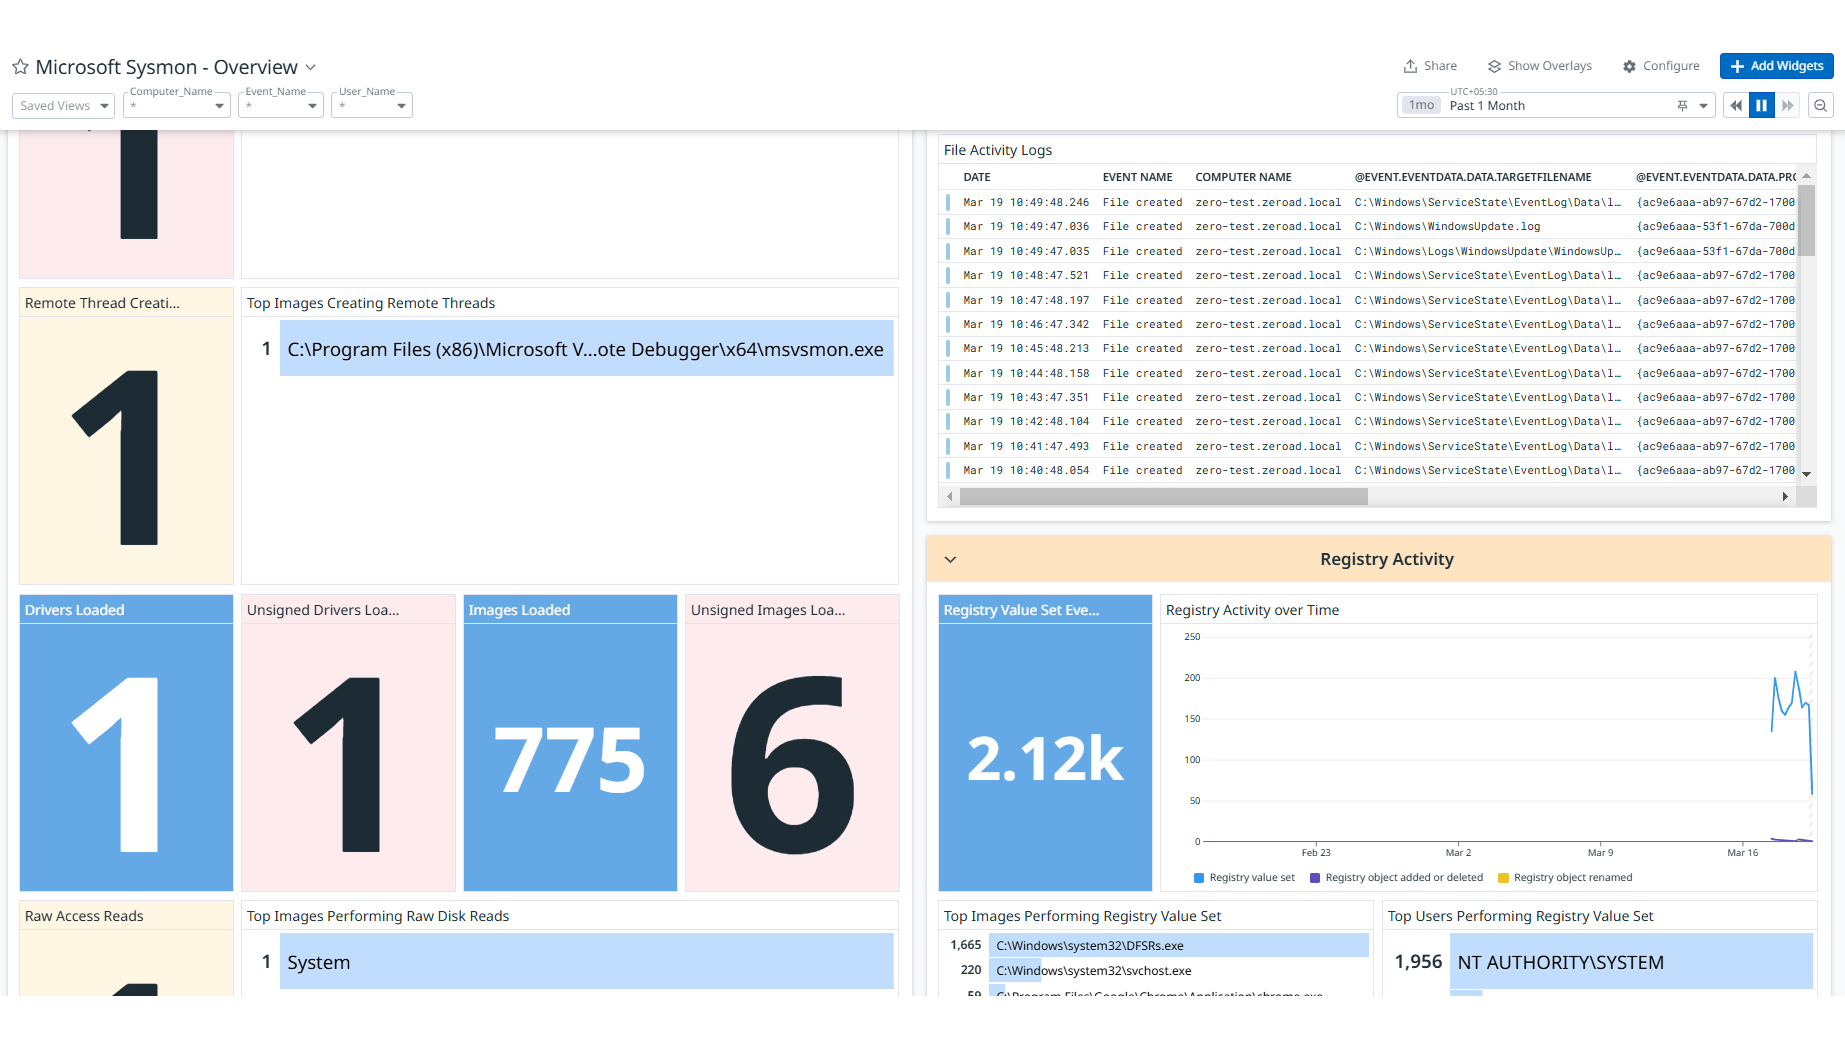 Microsoft Sysmon - Overview
Share
Show Overlays
Configure
Add Widgets
Saved Views
Computer_Name
*
Event_Name
*
User_Name
*
UTC+05:30
1mo
Past 1 Month
1
Remote Thread Creati...
1
Top Images Creating Remote Threads
1 C:\Program Files (x86)\Microsoft V...ote Debugger\x64\msvsmon.exe
Drivers Loaded
1
Unsigned Drivers Loa...
1
Images Loaded
775
Unsigned Images Loa...
6
Raw Access Reads
Top Images Performing Raw Disk Reads
1 System
File Activity Logs
DATE EVENT NAME COMPUTER NAME @EVENT.EVENTDATA.DATA.TARGETFILENAME @EVENT.EVENTDATA.DATA.PRC
Mar 19 10:49:48.246 File created zero-test.zeroad.local C:\Windows\ServiceState\EventLog\Data\l… {ac9e6aaa-ab97-67d2-1700
Mar 19 10:49:47.036 File created zero-test.zeroad.local C:\Windows\WindowsUpdate.log {ac9e6aaa-53f1-67da-700d
Mar 19 10:49:47.035 File created zero-test.zeroad.local C:\Windows\Logs\WindowsUpdate\WindowsUp… {ac9e6aaa-53f1-67da-700d
Mar 19 10:48:47.521 File created zero-test.zeroad.local C:\Windows\ServiceState\EventLog\Data\l… {ac9e6aaa-ab97-67d2-1700
Mar 19 10:47:48.197 File created zero-test.zeroad.local C:\Windows\ServiceState\EventLog\Data\l… {ac9e6aaa-ab97-67d2-1700
Mar 19 10:46:47.342 File created zero-test.zeroad.local C:\Windows\ServiceState\EventLog\Data\l… {ac9e6aaa-ab97-67d2-1700
Mar 19 10:45:48.213 File created zero-test.zeroad.local C:\Windows\ServiceState\EventLog\Data\l… {ac9e6aaa-ab97-67d2-1700
Mar 19 10:44:48.158 File created zero-test.zeroad.local C:\Windows\ServiceState\EventLog\Data\l… {ac9e6aaa-ab97-67d2-1700
Mar 19 10:43:47.351 File created zero-test.zeroad.local C:\Windows\ServiceState\EventLog\Data\l… {ac9e6aaa-ab97-67d2-1700
Mar 19 10:42:48.104 File created zero-test.zeroad.local C:\Windows\ServiceState\EventLog\Data\l… {ac9e6aaa-ab97-67d2-1700
Mar 19 10:41:47.493 File created zero-test.zeroad.local C:\Windows\ServiceState\EventLog\Data\l… {ac9e6aaa-ab97-67d2-1700
Mar 19 10:40:48.054 File created zero-test.zeroad.local C:\Windows\ServiceState\EventLog\Data\l… {ac9e6aaa-ab97-67d2-1700
Registry Activity
Registry Value Set Eve...
2.12k
Registry Activity over Time
250
200
150
100
50
0
Feb 23 Mar 2 Mar 9 Mar 16
Registry value set Registry object added or deleted Registry object renamed
Top Images Performing Registry Value Set
1,665 C:\Windows\system32\DFSRs.exe
220 C:\Windows\system32\svchost.exe
59 C:\Program Files\Google\Chrome\Application\chrome.exe
Top Users Performing Registry Value Set
1,956 NT AUTHORITY\SYSTEM